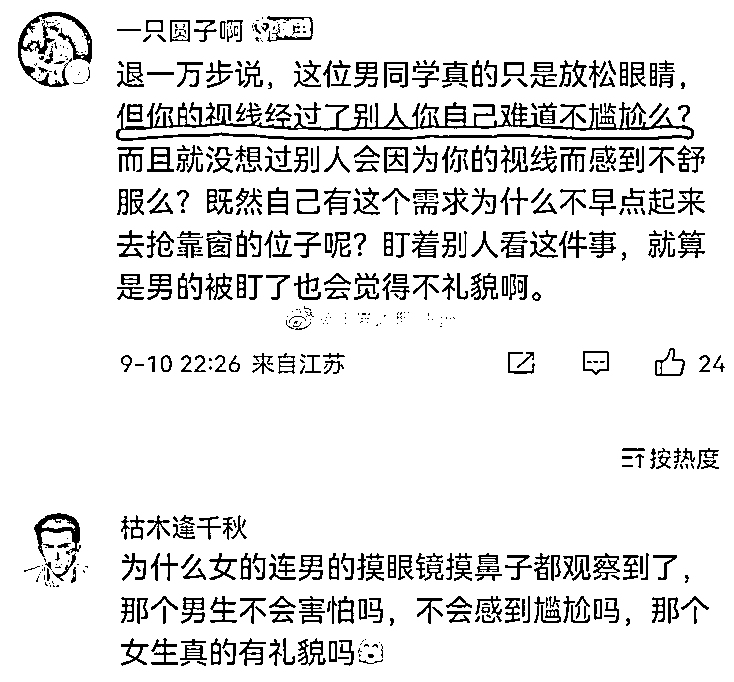 一只圆子啊
退一万步说，这位男同学真的只是放松眼睛，
但你的视线经过了别人你自己难道不尴尬么？
而且就没想过别人会因为你的视线而感到不舒
服么？既然自己有这个需求为什么不早点起来
去抢靠窗的位子呢？盯着别人看这件事，就算
是男的被盯了也会觉得不礼貌啊。
9-10 22:26 来自江苏
24
按热度
枯木逢千秋
为什么女的连男的摸眼镜摸鼻子都观察到了，
那个男生不会害怕吗，不会感到尴尬吗，那个
女生真的有礼貌吗